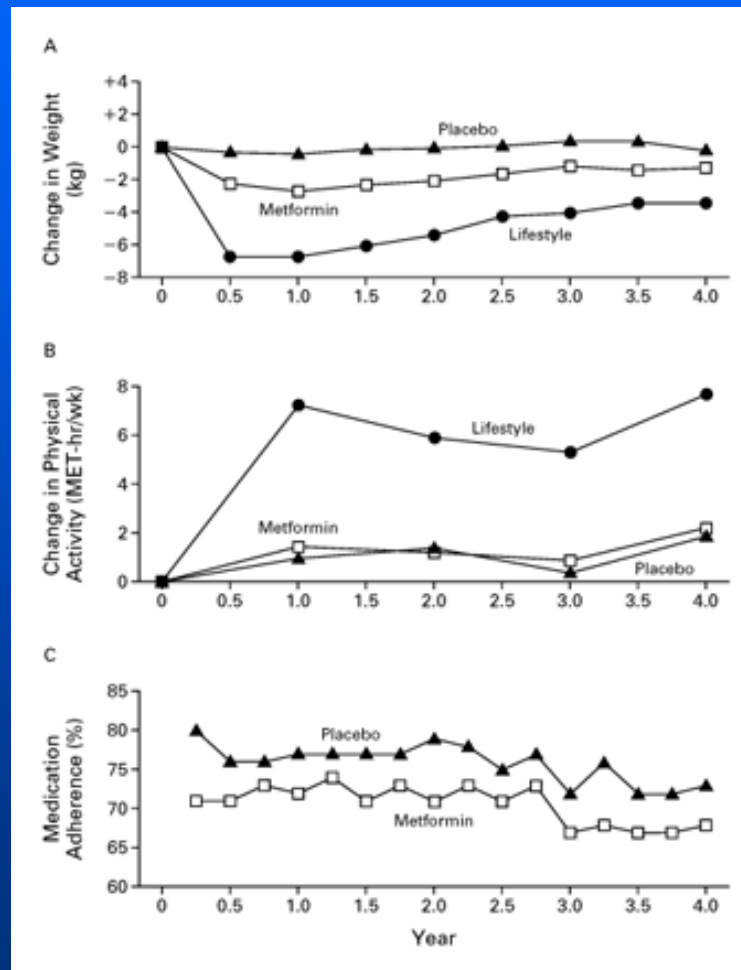 A
+4
+2
0
−2
−4
−6
−8
Change in Weight
(kg)
Placebo
Metformin
Lifestyle
0 0.5 1.0 1.5 2.0 2.5 3.0 3.5 4.0
B
8
6
4
2
0
Change in Physical
Activity (MET-hr/wk)
Lifestyle
Metformin
Placebo
0 0.5 1.0 1.5 2.0 2.5 3.0 3.5 4.0
C
85
80
75
70
65
60
Medication
Adherence (%)
Placebo
Metformin
0 0.5 1.0 1.5 2.0 2.5 3.0 3.5 4.0
Year